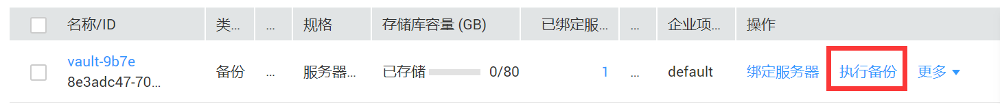 名称/ID 类... ... 规格 存储库容量 (GB) 已绑定服... ... 企业项... 操作
vault-9b7e
8e3adc47-70... 备份 ... 服务器... 已存储 0/80 1 ... default 绑定服务器 执行备份 更多